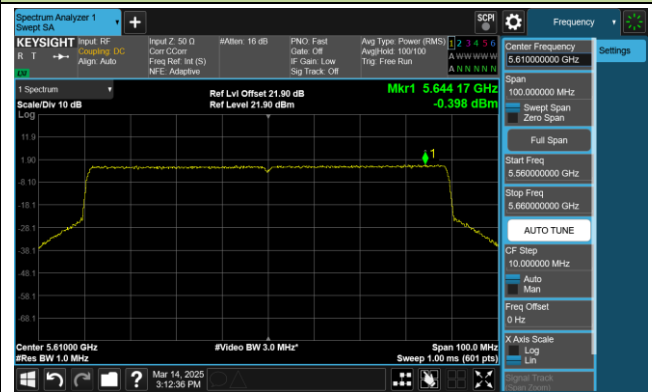 Spectrum Analyzer 1
Swept SA
SCPI
Frequency
KEYSIGHT
R T
LW
Input: RF
Coupling: DC
Align: Auto
Input Z: 50 Ω
Corr CCorr
Freq Ref: Int (S)
NFE: Adaptive
#Atten: 16 dB
PNO: Fast
Gate: Off
IF Gain: Low
Sig Track: Off
Avg Type: Power (RMS)
Avg|Hold: 100/100
Trig: Free Run
1 2 3 4 5 6
A W W W W W
A N N N N N
Center Frequency
5.610000000 GHz
Settings
Span
100.000000 MHz
Swept Span
Zero Span
Full Span
Start Freq
5.560000000 GHz
Stop Freq
5.660000000 GHz
AUTO TUNE
CF Step
10.000000 MHz
Auto
Man
Freq Offset
0 Hz
X Axis Scale
Log
Lin
Signal Track
(Span Zoom)
1 Spectrum
Scale/Div 10 dB
Log
Ref Lvl Offset 21.90 dB
Ref Level 21.90 dBm
Mkr1 5.644 17 GHz
-0.398 dBm
1
11.9
1.90
-8.10
-18.1
-28.1
-38.1
-48.1
-58.1
-68.1
Center 5.61000 GHz
#Res BW 1.0 MHz
#Video BW 3.0 MHz*
Span 100.0 MHz
Sweep 1.00 ms (601 pts)
?
Mar 14, 2025
3:12:36 PM